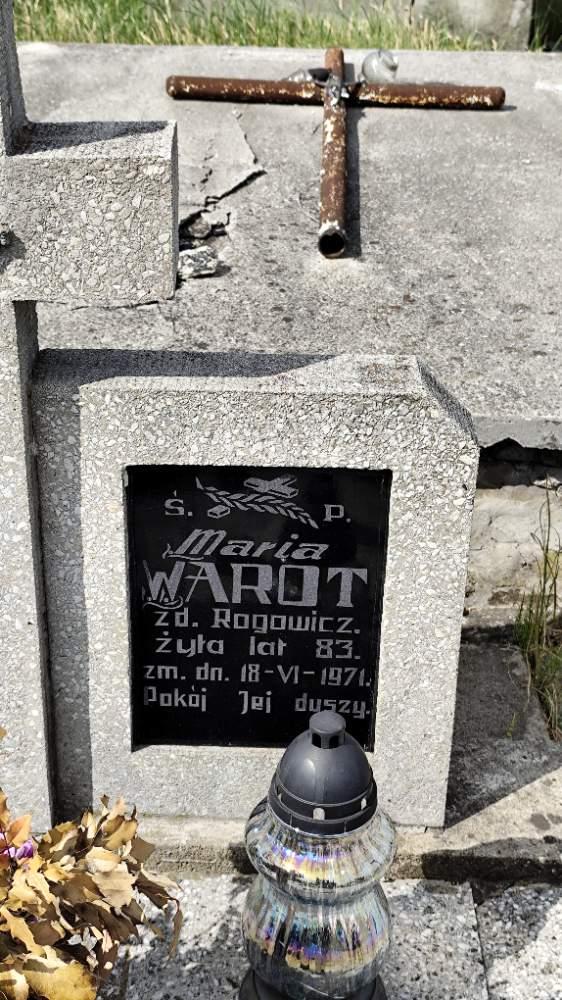 Ś. P.
Maria
WAROT
zd. Rogowicz.
żyła lat 83.
zm. dn. 18-VI-1971.
Pokój Jej duszy.